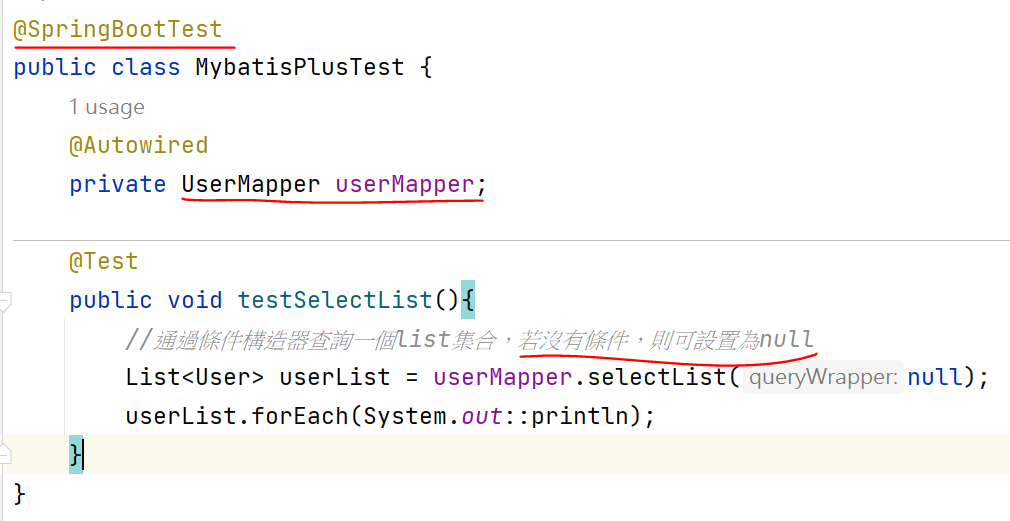 @SpringBootTest
public class MybatisPlusTest {
1 usage
@Autowired
private UserMapper userMapper;
@Test
public void testSelectList(){
//通過條件構造器查詢一個list集合，若沒有條件，則可設置為null
List<User> userList = userMapper.selectList( queryWrapper: null);
userList.forEach(System.out::println);
}
}